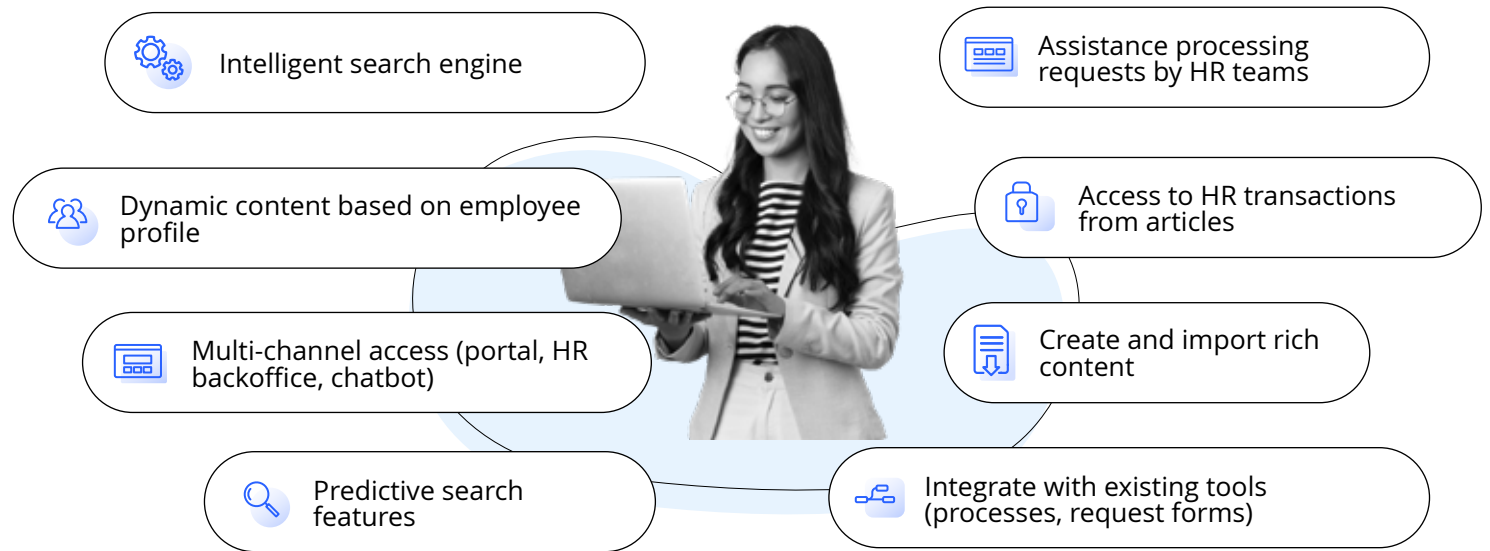 Intelligent search engine
Dynamic content based on employee
profile
Multi-channel access (portal, HR
backoffice, chatbot)
Predictive search
features
Assistance processing
requests by HR teams
Access to HR transactions
from articles
Create and import rich
content
Integrate with existing tools
(processes, request forms)